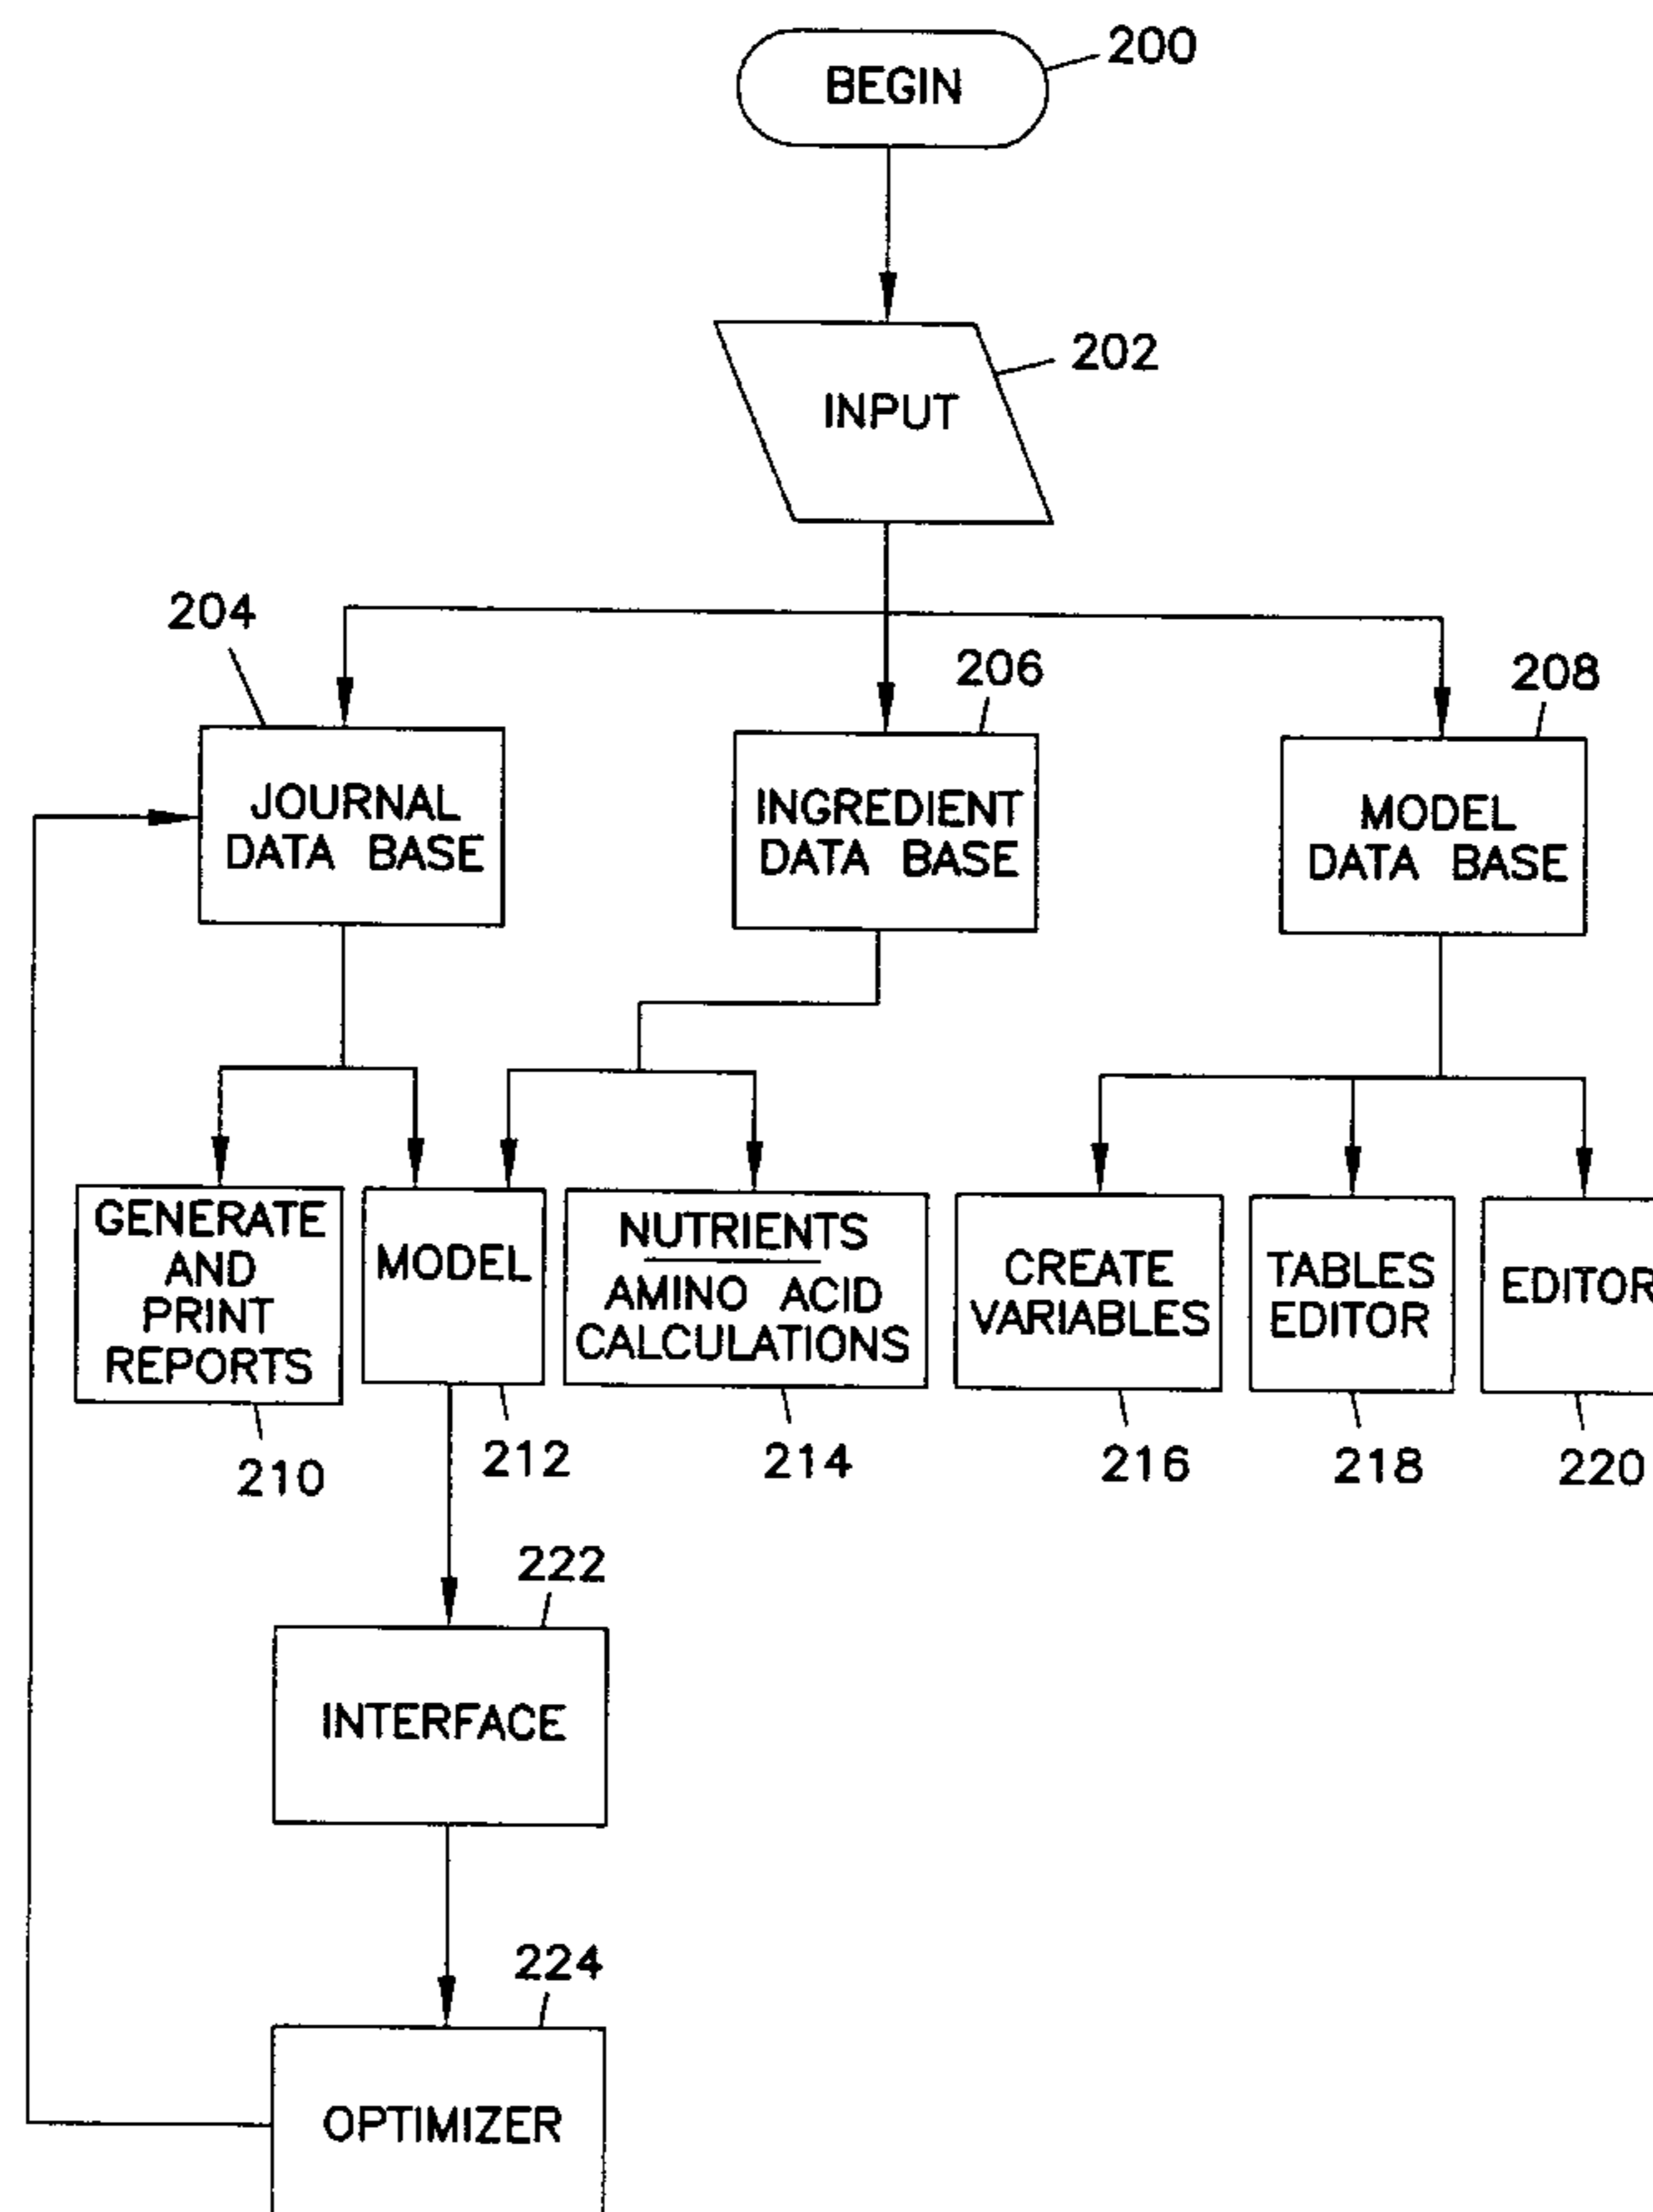 200
BEGIN
202
INPUT
204
206
208
JOURNAL
DATA BASE
INGREDIENT
DATA BASE
MODEL
DATA BASE
GENERATE
AND
PRINT
REPORTS
MODEL
NUTRIENTS
AMINO ACID
CALCULATIONS
CREATE
VARIABLES
TABLES
EDITOR
EDITOR
210
212
214
216
218
220
222
INTERFACE
224
OPTIMIZER